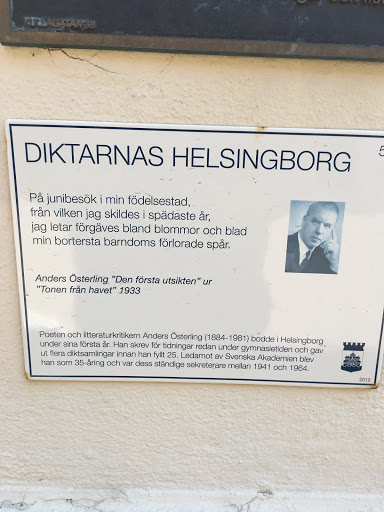 DIKTARNAS HELSINGBORG
5
På junibesök i min födelsestad,
från vilken jag skildes i spädaste år,
jag letar förgäves bland blommor och blad
min bortersta barndoms förlorade spår.
Anders Österling "Den första utsikten" ur
"Tonen från havet" 1933
Poeten och litteraturkritikern Anders Österling (1884-1981) bodde i Helsingborg
under sina första år. Han skrev för tidningar redan under gymnasietiden och gav
ut flera diktsamlingar innan han fyllt 25. Ledamot av Svenska Akademien blev
han som 35-åring och var dess ständige sekreterare mellan 1941 och 1964.
2012